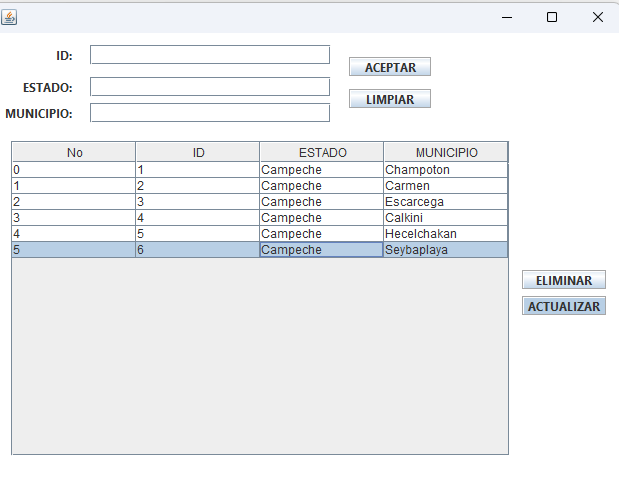 ID:
ACEPTAR
ESTADO:
LIMPIAR
MUNICIPIO:
No ID ESTADO MUNICIPIO
0 1 Campeche Champoton
1 2 Campeche Carmen
2 3 Campeche Escarcega
3 4 Campeche Calkini
4 5 Campeche Hecelchakan
5 6 Campeche Seybaplaya
ELIMINAR
ACTUALIZAR